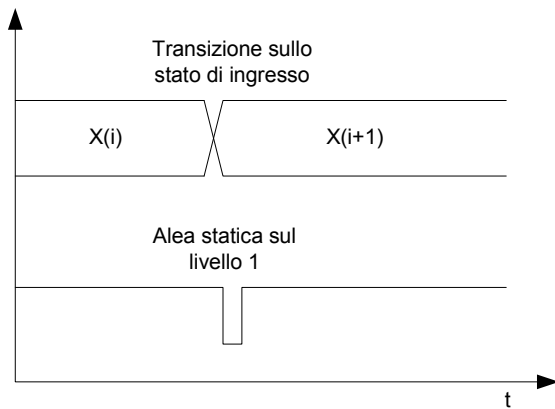 Transizione sullo
stato di ingresso
X(i)
X(i+1)
Alea statica sul
livello 1
t